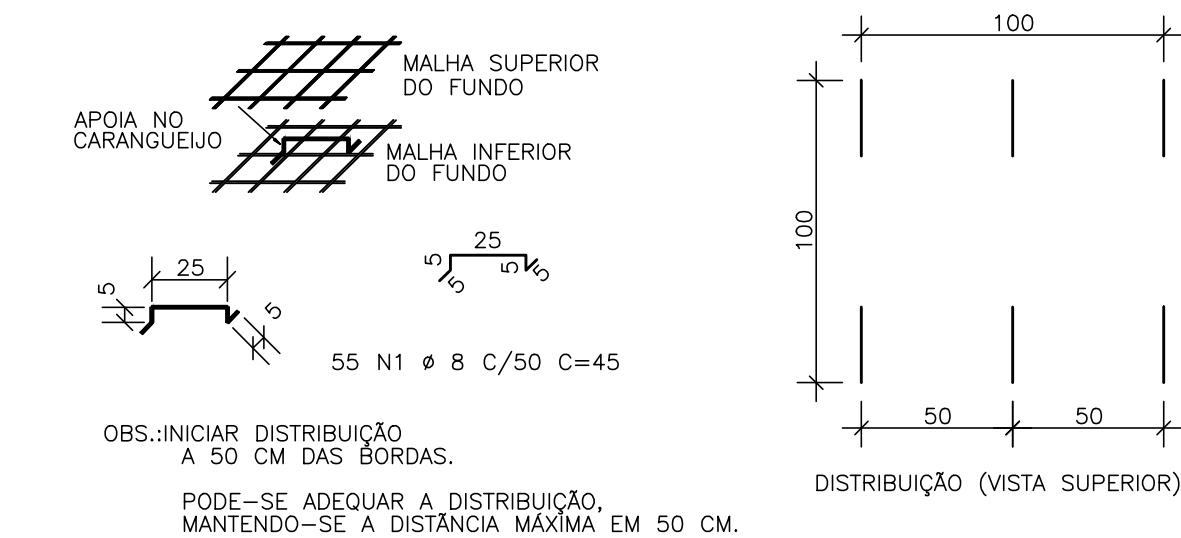 MALHA SUPERIOR
DO FUNDO
APOIA NO
CARANGUEIJO
MALHA INFERIOR
DO FUNDO
25
5
5
25
5
5
5
5
55 N1 ø 8 C/50 C=45
OBS.:INICIAR DISTRIBUIÇÃO
A 50 CM DAS BORDAS.
PODE-SE ADEQUAR A DISTRIBUIÇÃO,
MANTENDO-SE A DISTÃNCIA MÁXIMA EM 50 CM.
100
100
50
50
DISTRIBUIÇÃO (VISTA SUPERIOR)